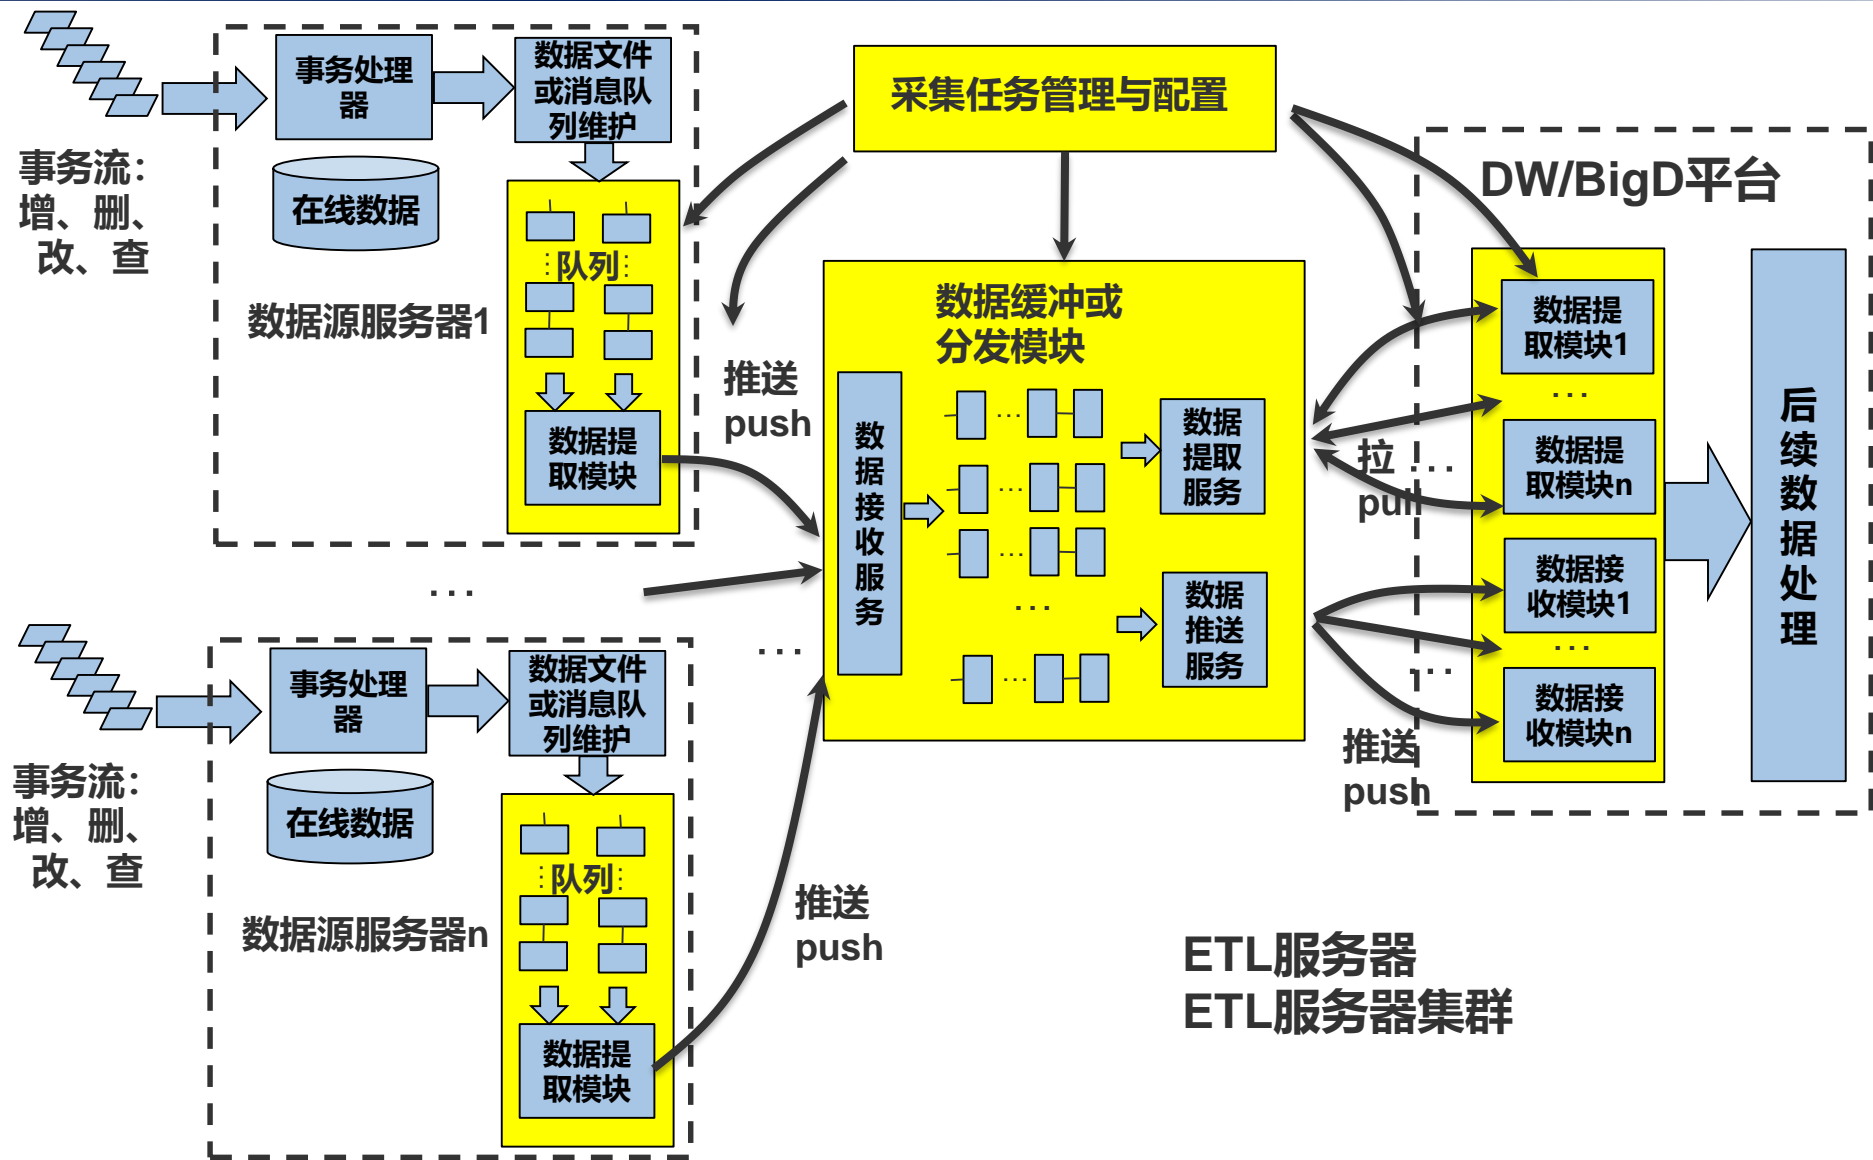 事务处理
器
数据文件
或消息队
列维护
事务流：
增、删、
改、查
在线数据
数据源服务器1
队列
数据提
取模块
推送
push
采集任务管理与配置
数据缓冲或
分发模块
数
据
接
收
服
务
...
...
...
...
...
数据
提取
服务
数据
推送
服务
拉 ...
pull
推送
push
DW/BigD平台
数据提
取模块1
...
数据提
取模块n
数据接
收模块1
...
数据接
收模块n
...
后
续
数
据
处
理
...
...
事务处理
器
数据文件
或消息队
列维护
事务流：
增、删、
改、查
在线数据
数据源服务器n
队列
数据提
取模块
推送
push
ETL服务器
ETL服务器集群